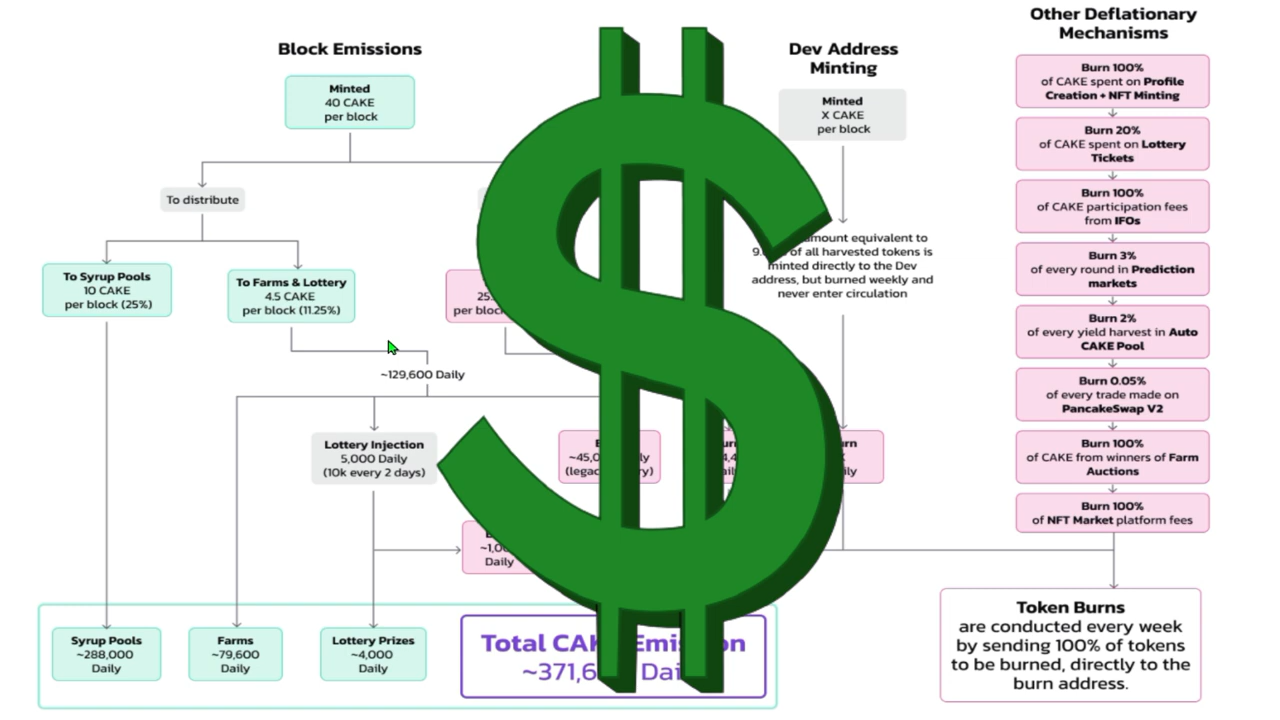 Block Emissions
Minted
40 CAKE
per block
To distribute
To Syrup Pools
10 CAKE
per block (25%)
To Farms & Lottery
4.5 CAKE
per block (11.25%)
per block
~129,600 Daily
Lottery Injection
5,000 Daily
(10k every 2 days)
Daily
Syrup Pools
~288,000
Daily
Farms
~79,600
Daily
Lottery Prizes
~4,000
Daily
Total
Dev Address
Minting
Minted
X CAKE
per block
amount equivalent to
of all harvested tokens is
minted directly to the Dev
address, but burned weekly and
never enter circulation
Other Deflationary
Mechanisms
Burn 100%
of CAKE spent on Profile
Creation + NFT Minting
Burn 20%
of CAKE spent on Lottery
Tickets
Burn 100%
of CAKE participation fees
from IFOs
Burn 3%
of every round in Prediction
markets
Burn 2%
of every yield harvest in Auto
CAKE Pool
Burn 0.05%
of every trade made on
PancakeSwap V2
Burn 100%
of CAKE from winners of Farm
Auctions
Burn 100%
of NFT Market platform fees
Token Burns
are conducted every week
by sending 100% of tokens
to be burned, directly to the
burn address.